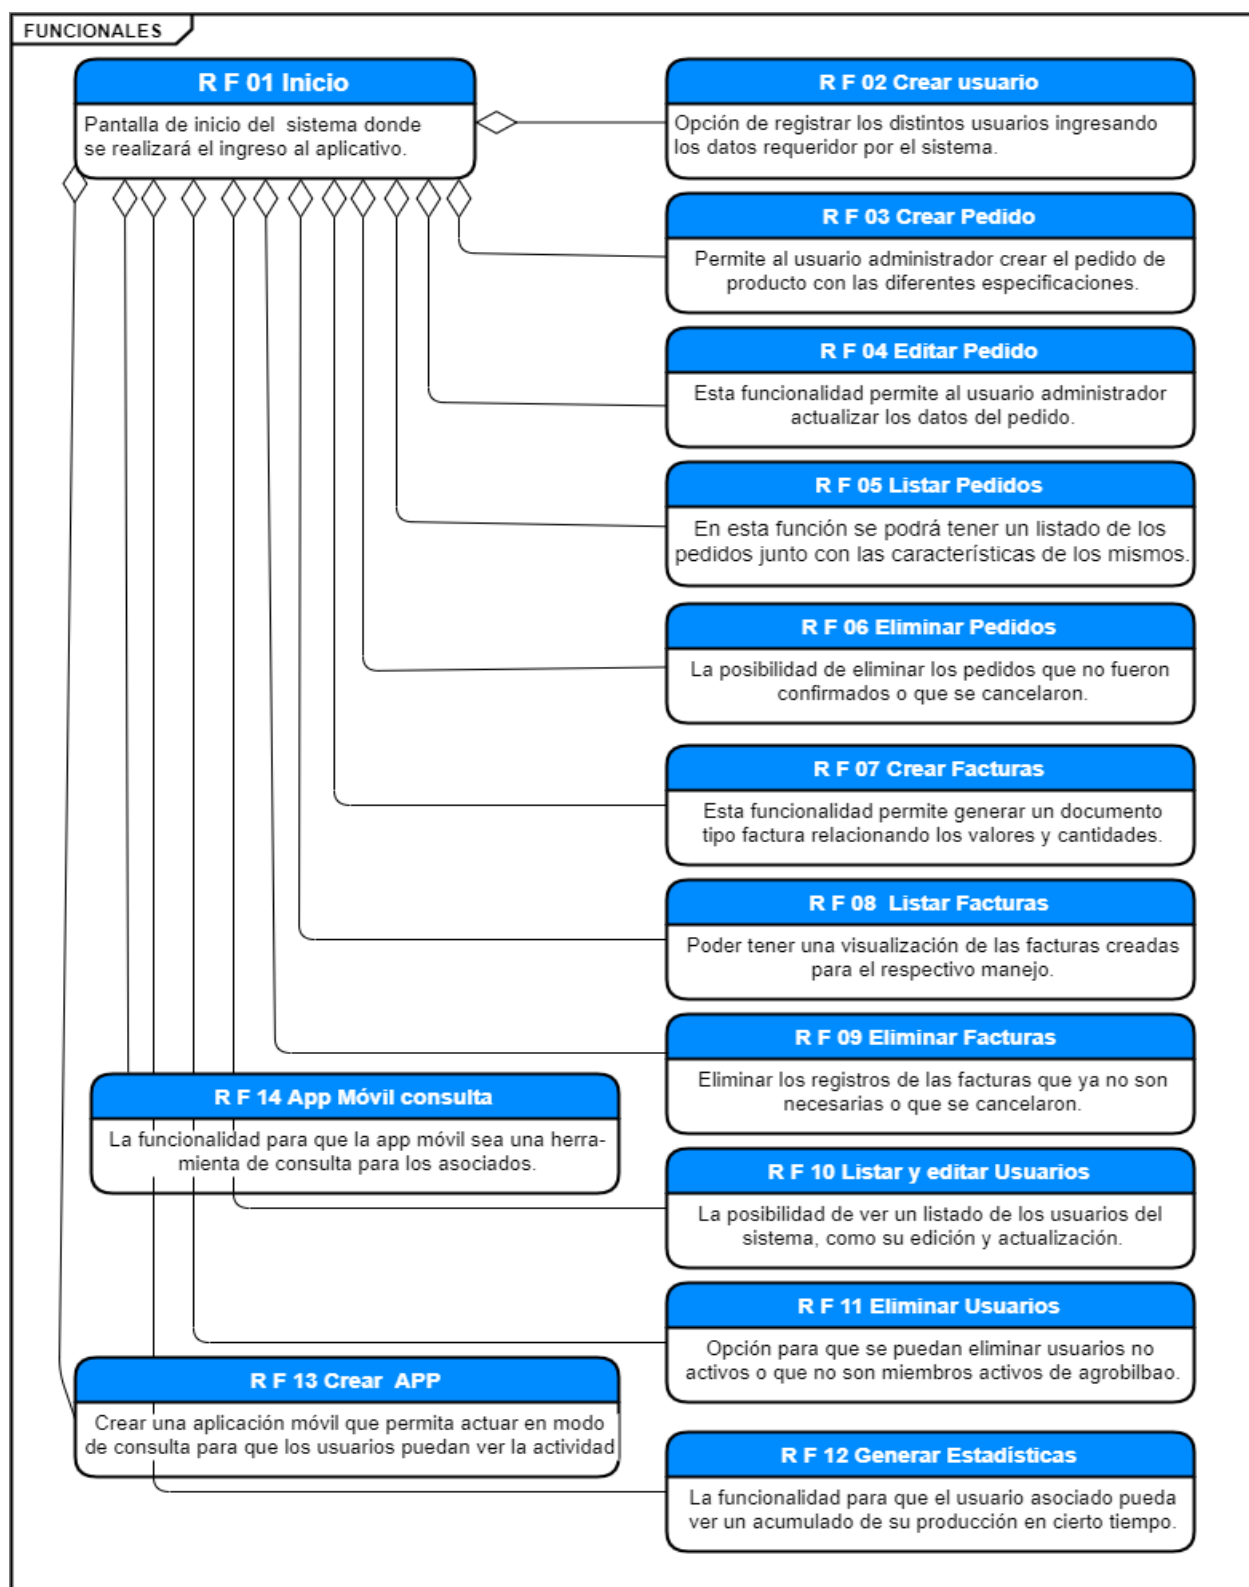 FUNCIONALES
R F 01 Inicio
Pantalla de inicio del sistema donde
se realizará el ingreso al aplicativo.
R F 02 Crear usuario
Opción de registrar los distintos usuarios ingresando
los datos requeridor por el sistema.
R F 03 Crear Pedido
Permite al usuario administrador crear el pedido de
producto con las diferentes especificaciones.
R F 04 Editar Pedido
Esta funcionalidad permite al usuario administrador
actualizar los datos del pedido.
R F 05 Listar Pedidos
En esta función se podrá tener un listado de los
pedidos junto con las características de los mismos.
R F 06 Eliminar Pedidos
La posibilidad de eliminar los pedidos que no fueron
confirmados o que se cancelaron.
R F 07 Crear Facturas
Esta funcionalidad permite generar un documento
tipo factura relacionando los valores y cantidades.
R F 08 Listar Facturas
Poder tener una visualización de las facturas creadas
para el respectivo manejo.
R F 09 Eliminar Facturas
Eliminar los registros de las facturas que ya no son
necesarias o que se cancelaron.
R F 14 App Móvil consulta
La funcionalidad para que la app móvil sea una herra-
mienta de consulta para los asociados.
R F 10 Listar y editar Usuarios
La posibilidad de ver un listado de los usuarios del
sistema, como su edición y actualización.
R F 11 Eliminar Usuarios
Opción para que se puedan eliminar usuarios no
activos o que no son miembros activos de agrobilbao.
R F 13 Crear APP
Crear una aplicación móvil que permita actuar en modo
de consulta para que los usuarios puedan ver la actividad
R F 12 Generar Estadísticas
La funcionalidad para que el usuario asociado pueda
ver un acumulado de su producción en cierto tiempo.